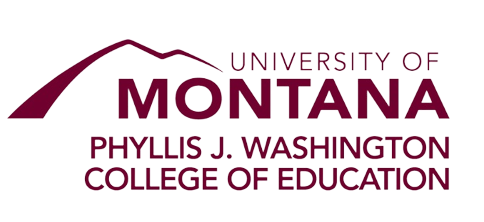 UNIVERSITY OF
MONTANA
PHYLLIS J. WASHINGTON
COLLEGE OF EDUCATION